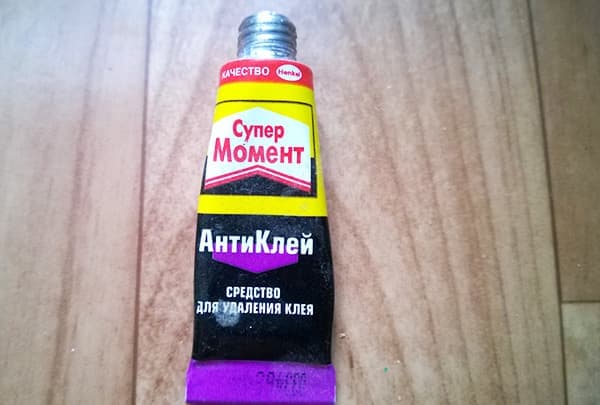 КАЧЕСТВО Henkel
Супер
Момент
АнтиКлей
СРЕДСТВО
ДЛЯ УДАЛЕНИЯ КЛЕЯ